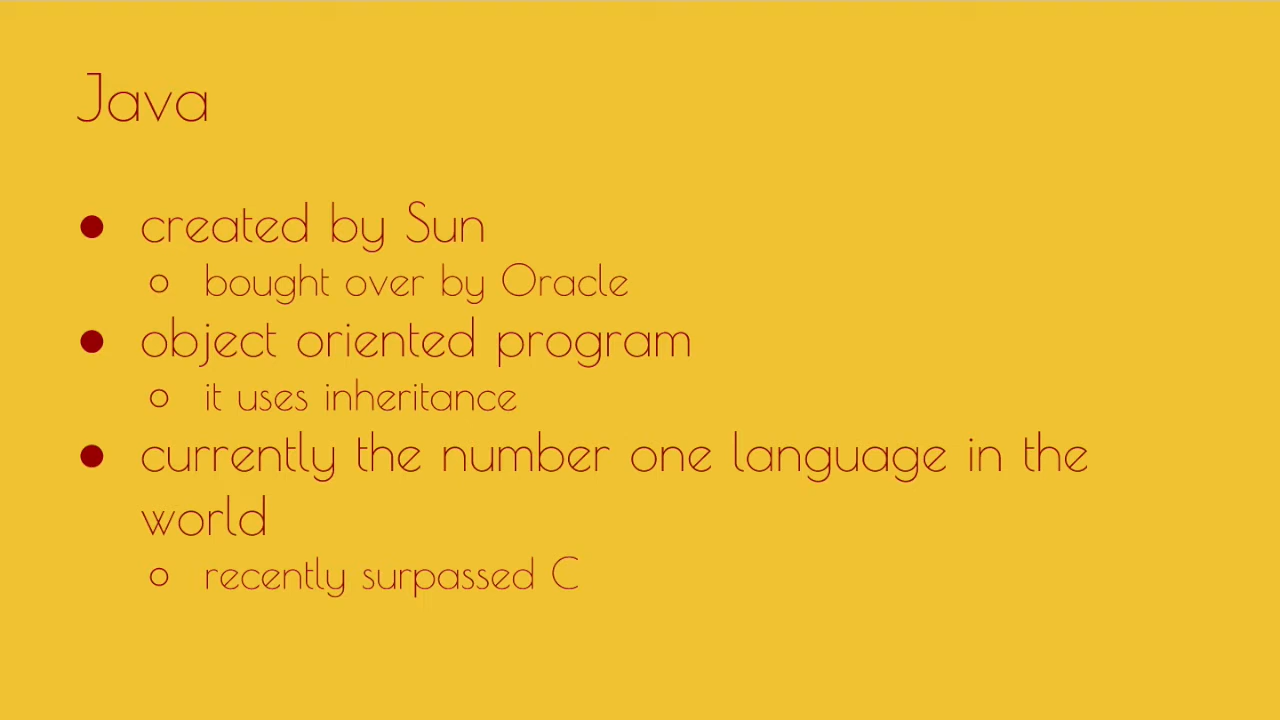 Java
● created by Sun
○ bought over by Oracle
● object oriented program
○ it uses inheritance
● currently the number one language in the
world
○ recently surpassed C